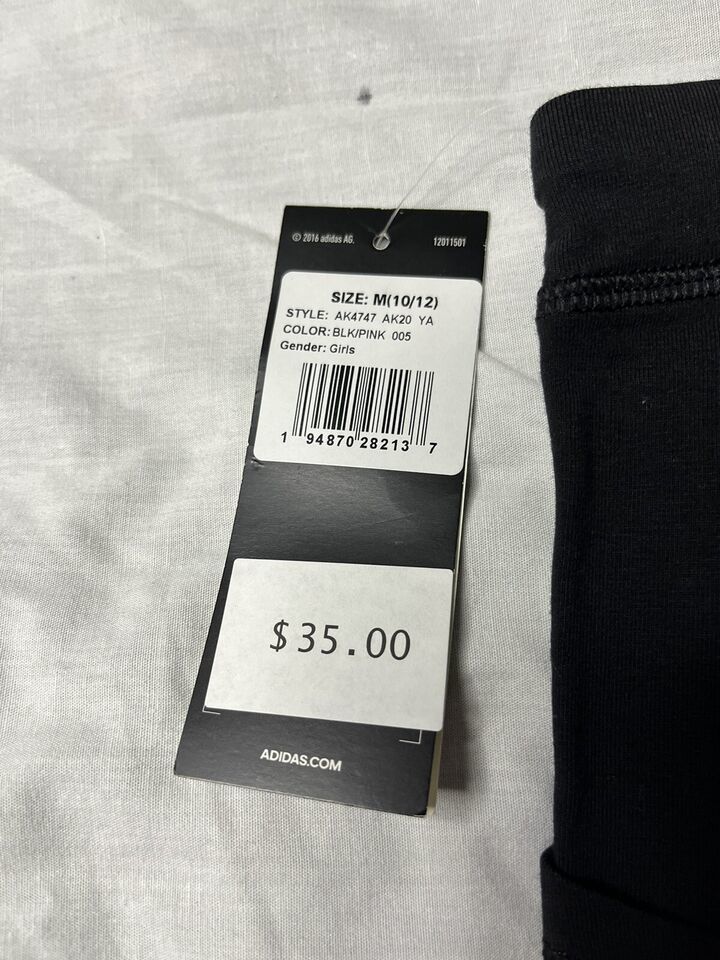 © 2016 adidas AG.
12011501
SIZE: M(10/12)
STYLE: AK4747 AK20 YA
COLOR: BLK/PINK 005
Gender: Girls
1 94870 28213 7
$35.00
ADIDAS.COM